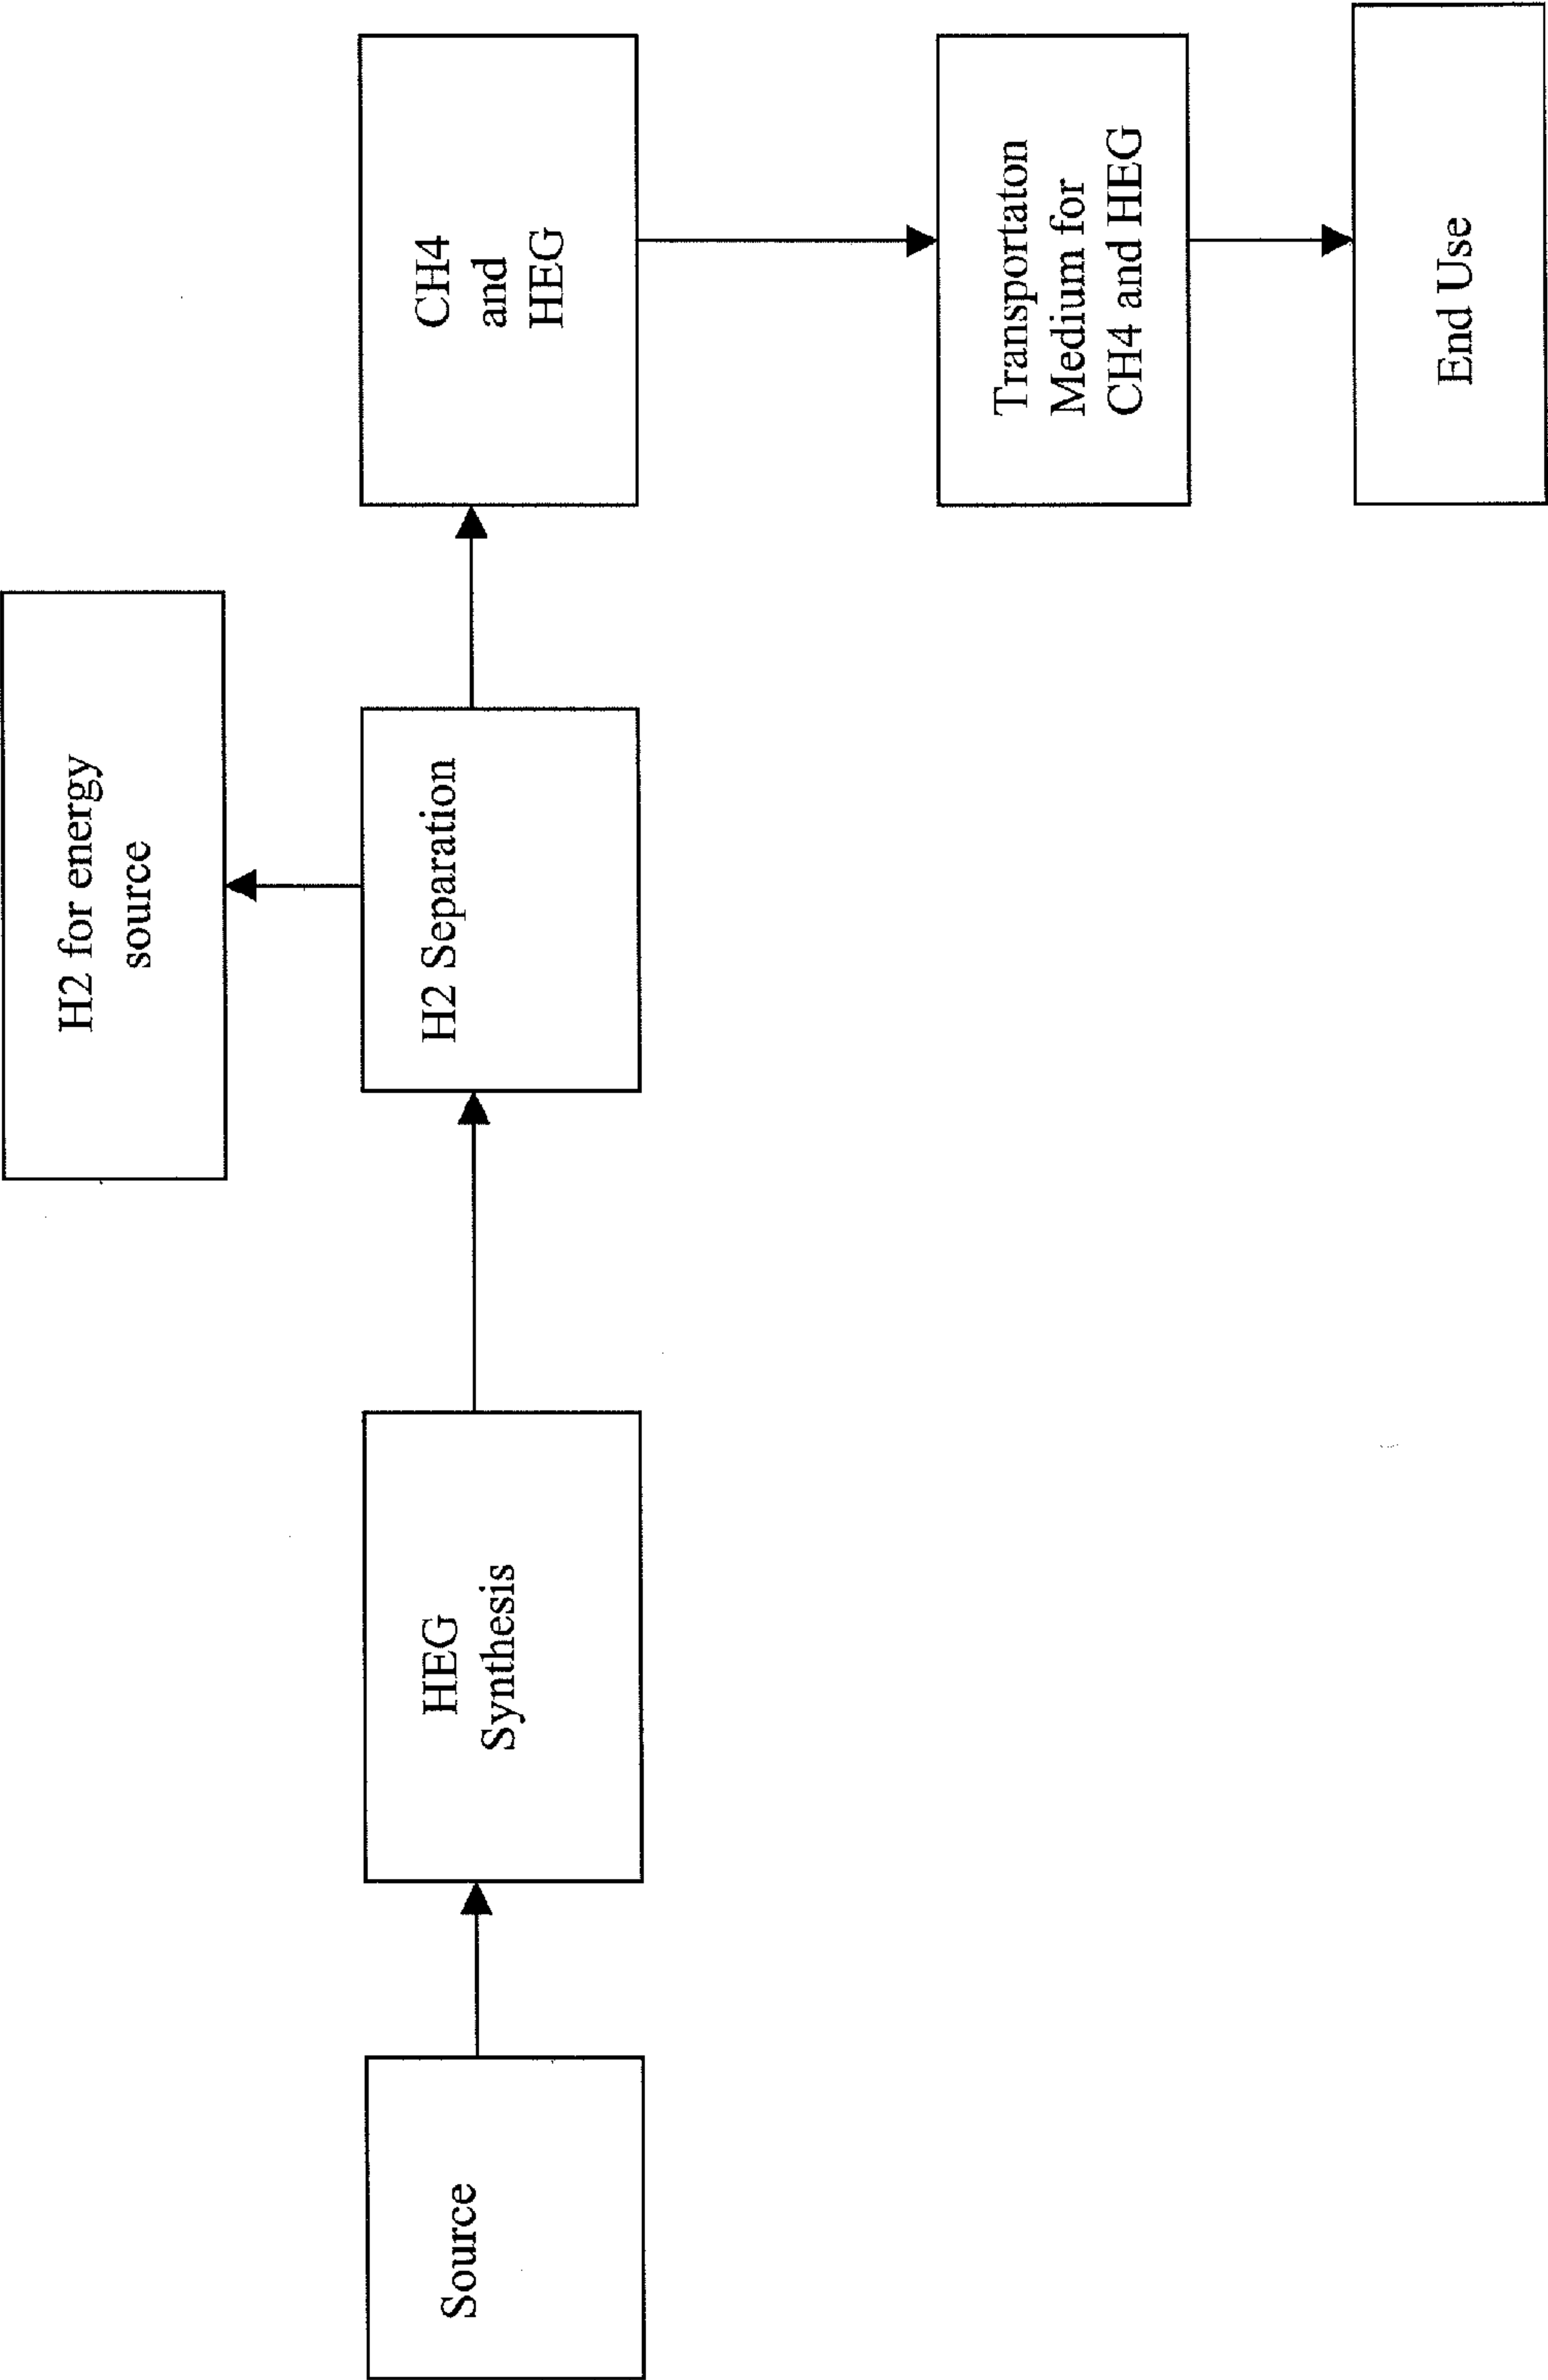 Source
HEG
Synthesis
H2 Separation
H2 for energy
source
CH4
and
HEG
Transportaton
Medium for
CH4 and HEG
End Use